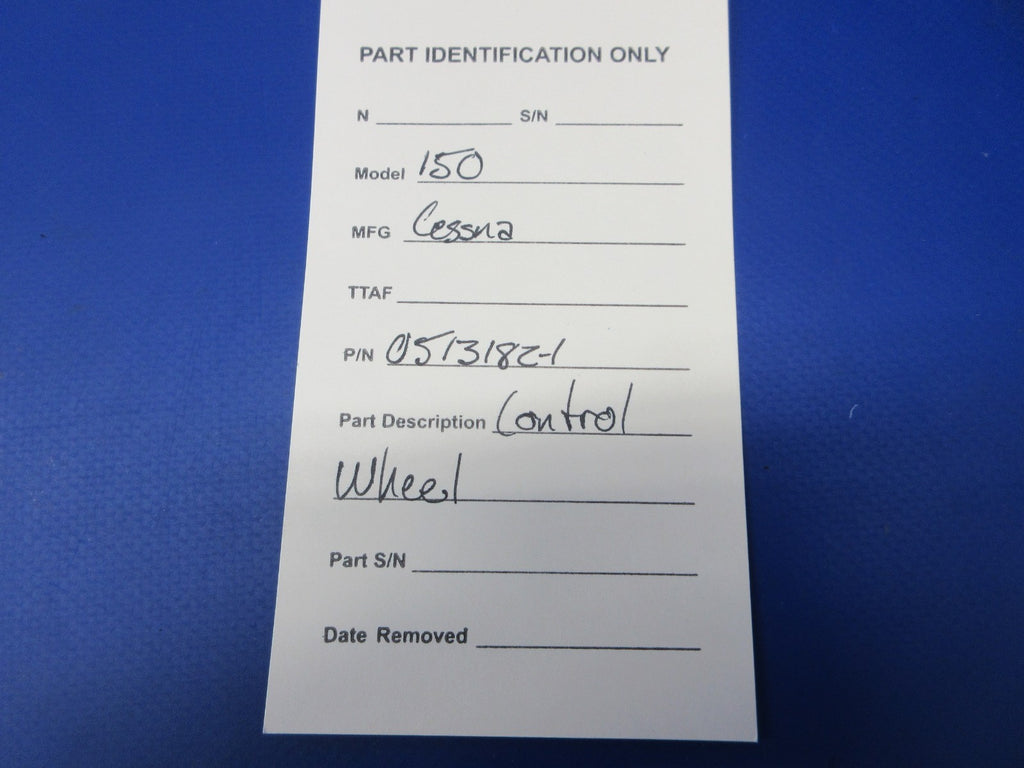 PART IDENTIFICATION ONLY
N S/N
Model 150
MFG Cessna
TTAF
P/N 0513182-1
Part Description Control
Wheel
Part S/N
Date Removed